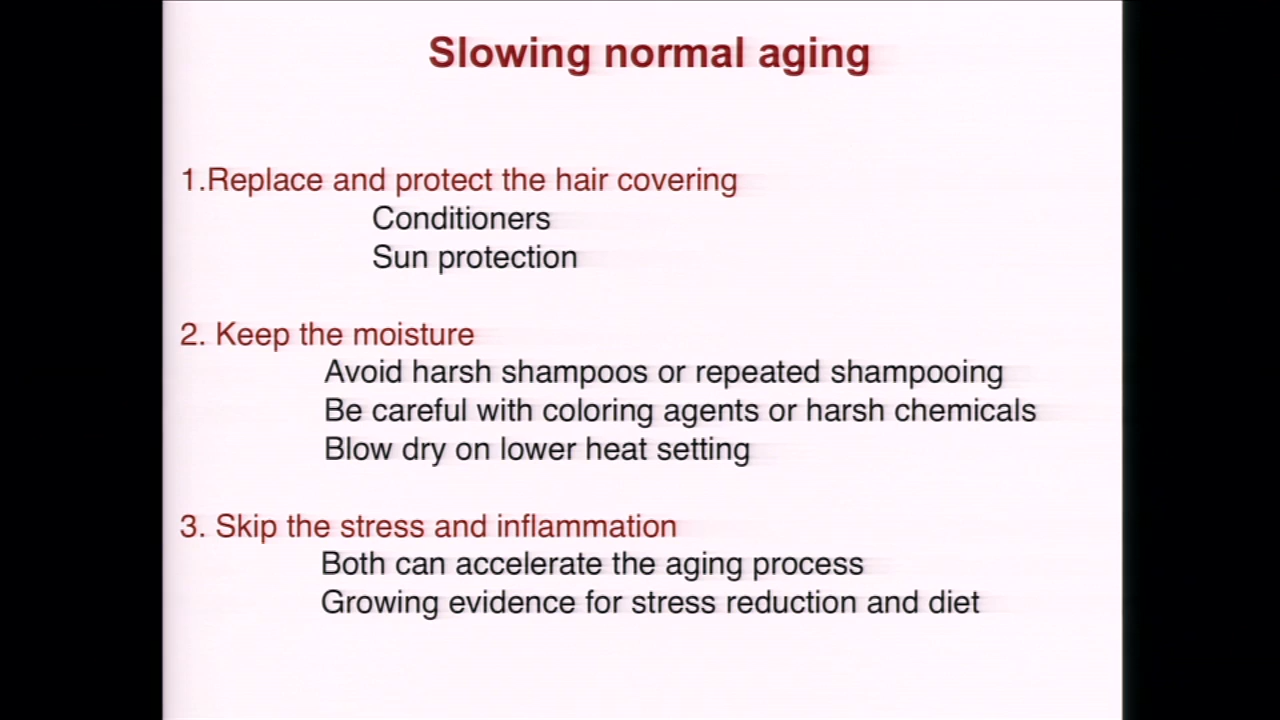 Slowing normal aging
1.Replace and protect the hair covering
Conditioners
Sun protection
2. Keep the moisture
Avoid harsh shampoos or repeated shampooing
Be careful with coloring agents or harsh chemicals
Blow dry on lower heat setting
3. Skip the stress and inflammation
Both can accelerate the aging process
Growing evidence for stress reduction and diet